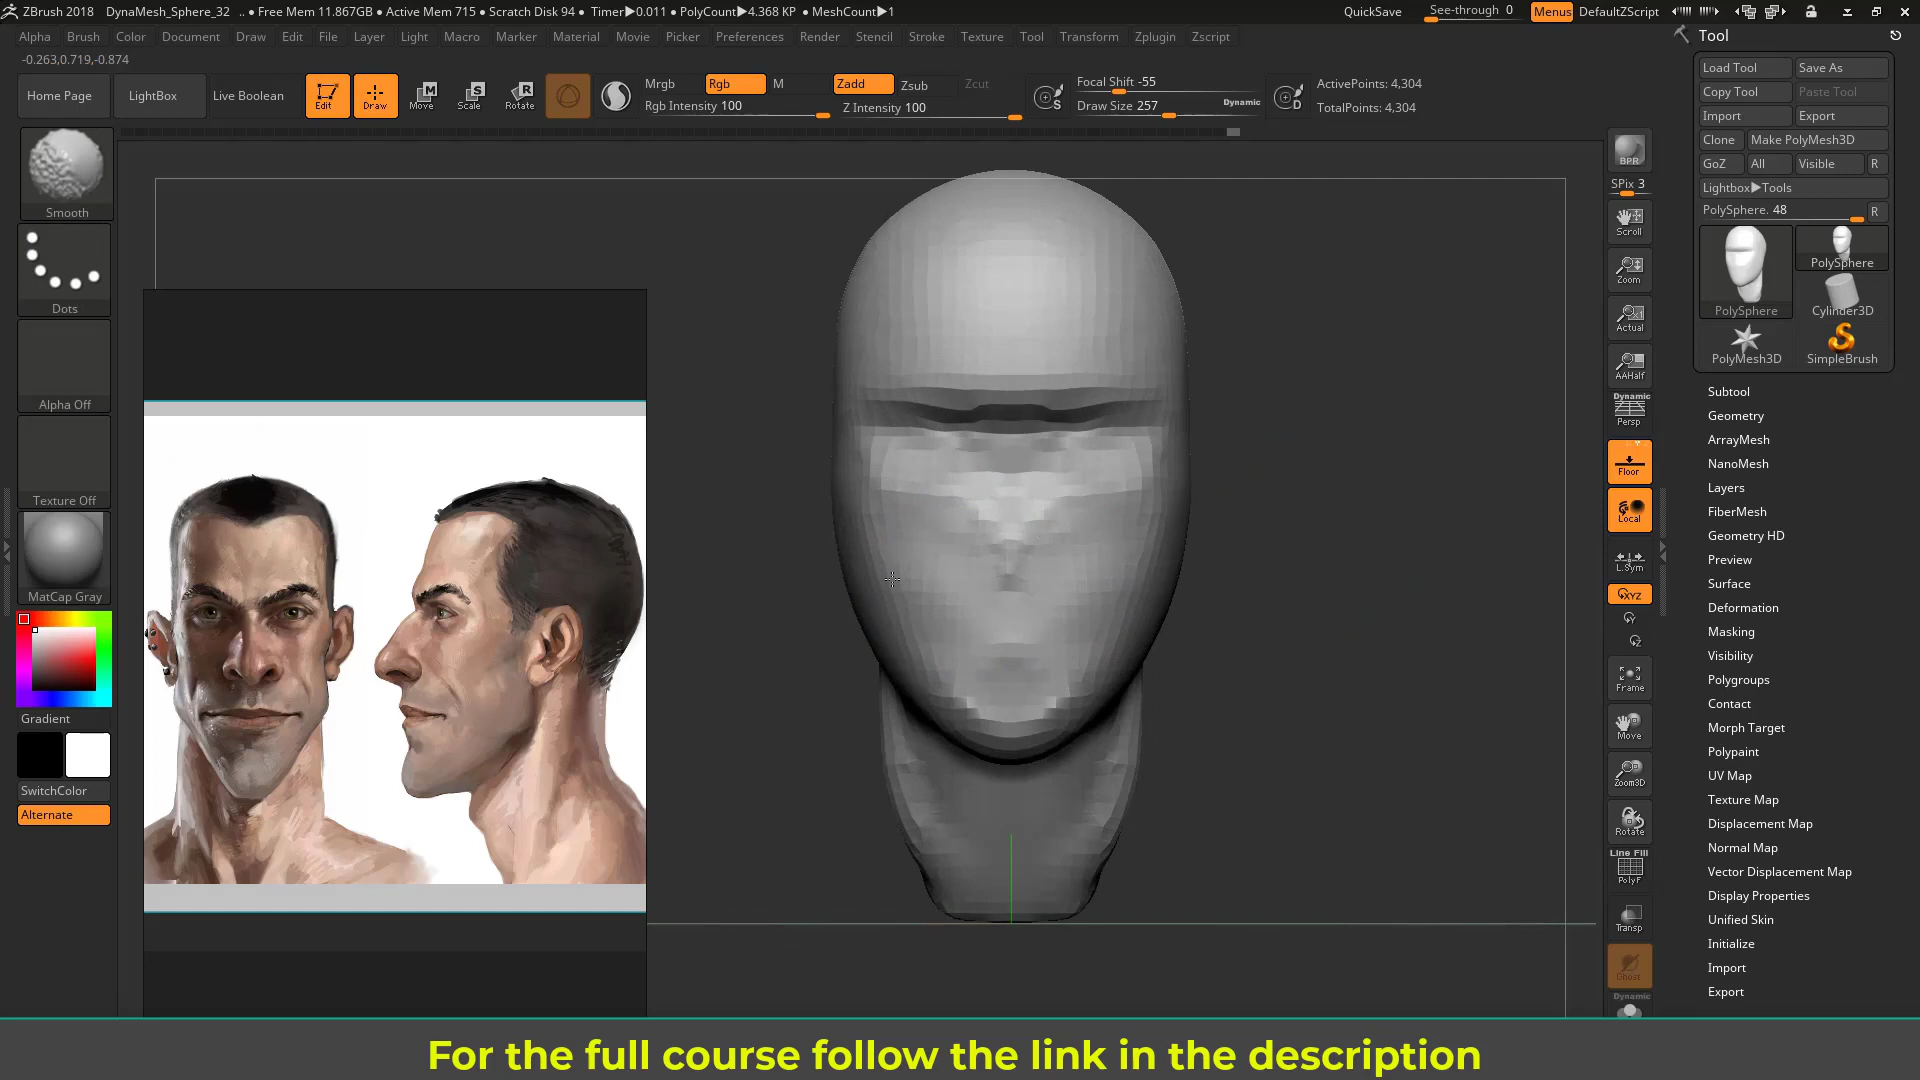 ZBrush 2018 DynaMesh_Sphere_32 .. ● Free Mem 11.867GB ● Active Mem 715 ● Scratch Disk 94 ● Timer▶0.011 ● PolyCount▶4.368 KP ● MeshCount▶1 QuickSave See-through 0 Menus DefaultZScript
Alpha Brush Color Document Draw Edit File Layer Light Macro Marker Material Movie Picker Preferences Render Stencil Stroke Texture Tool Transform Zplugin Zscript
-0.263,0.719,-0.874
Home Page LightBox Live Boolean Edit Draw Move Scale Rotate
Mrgb Rgb M Zadd Zsub Zcut
Rgb Intensity 100 Z Intensity 100
S
Focal Shift -55
Draw Size 257 Dynamic
D
ActivePoints: 4,304
TotalPoints: 4,304
Smooth
Dots
Alpha Off
Texture Off
MatCap Gray
Gradient
SwitchColor
Alternate
BPR
SPix 3
Scroll
Zoom
Actual
AAHalf
Dynamic
Persp
Floor
Local
L.Sym
XYZ
Frame
Move
Zoom3D
Rotate
Line Fill
PolyF
Transp
Ghost
Dynamic
Tool
Load Tool Save As
Copy Tool Paste Tool
Import Export
Clone Make PolyMesh3D
GoZ All Visible R
Lightbox▶Tools
PolySphere. 48 R
PolySphere PolySphere
Cylinder3D
PolyMesh3D SimpleBrush
Subtool
Geometry
ArrayMesh
NanoMesh
Layers
FiberMesh
Geometry HD
Preview
Surface
Deformation
Masking
Visibility
Polygroups
Contact
Morph Target
Polypaint
UV Map
Texture Map
Displacement Map
Normal Map
Vector Displacement Map
Display Properties
Unified Skin
Initialize
Import
Export
For the full course follow the link in the description